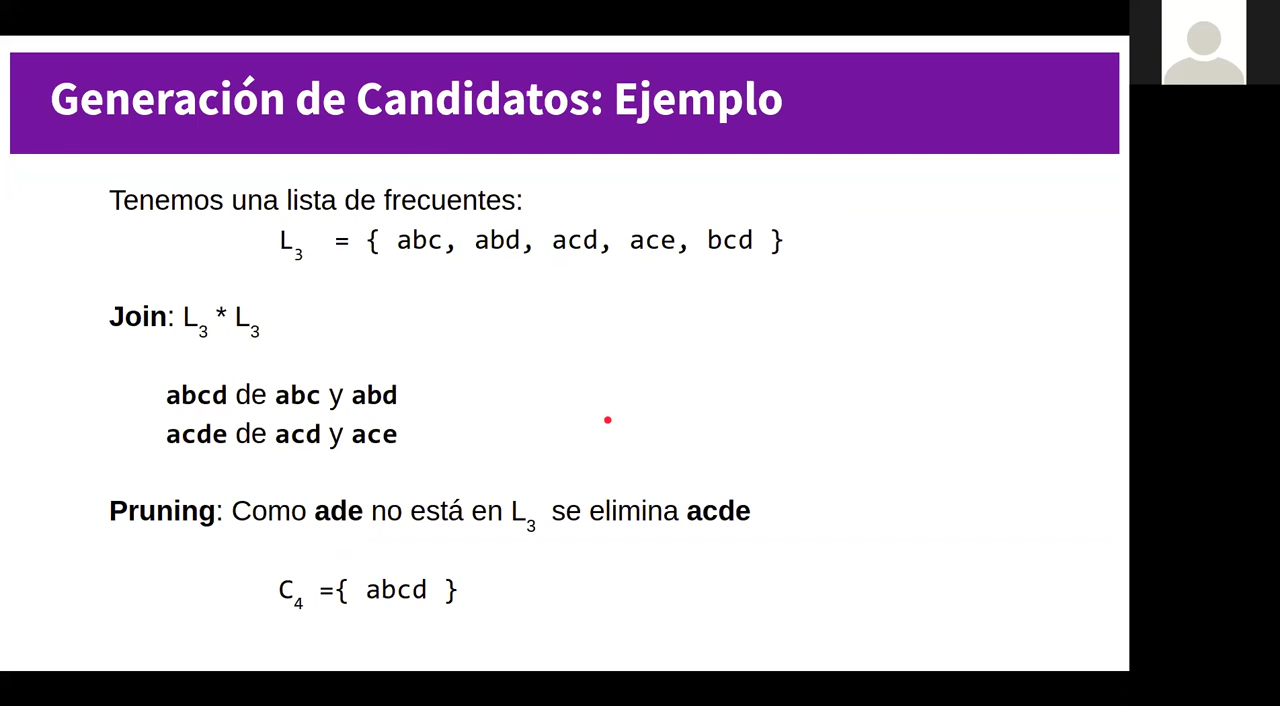 Generación de Candidatos: Ejemplo
Tenemos una lista de frecuentes:
L3 = { abc, abd, acd, ace, bcd }
Join: L3 * L3
abcd de abc y abd
acde de acd y ace
Pruning: Como ade no está en L3 se elimina acde
C4 ={ abcd }